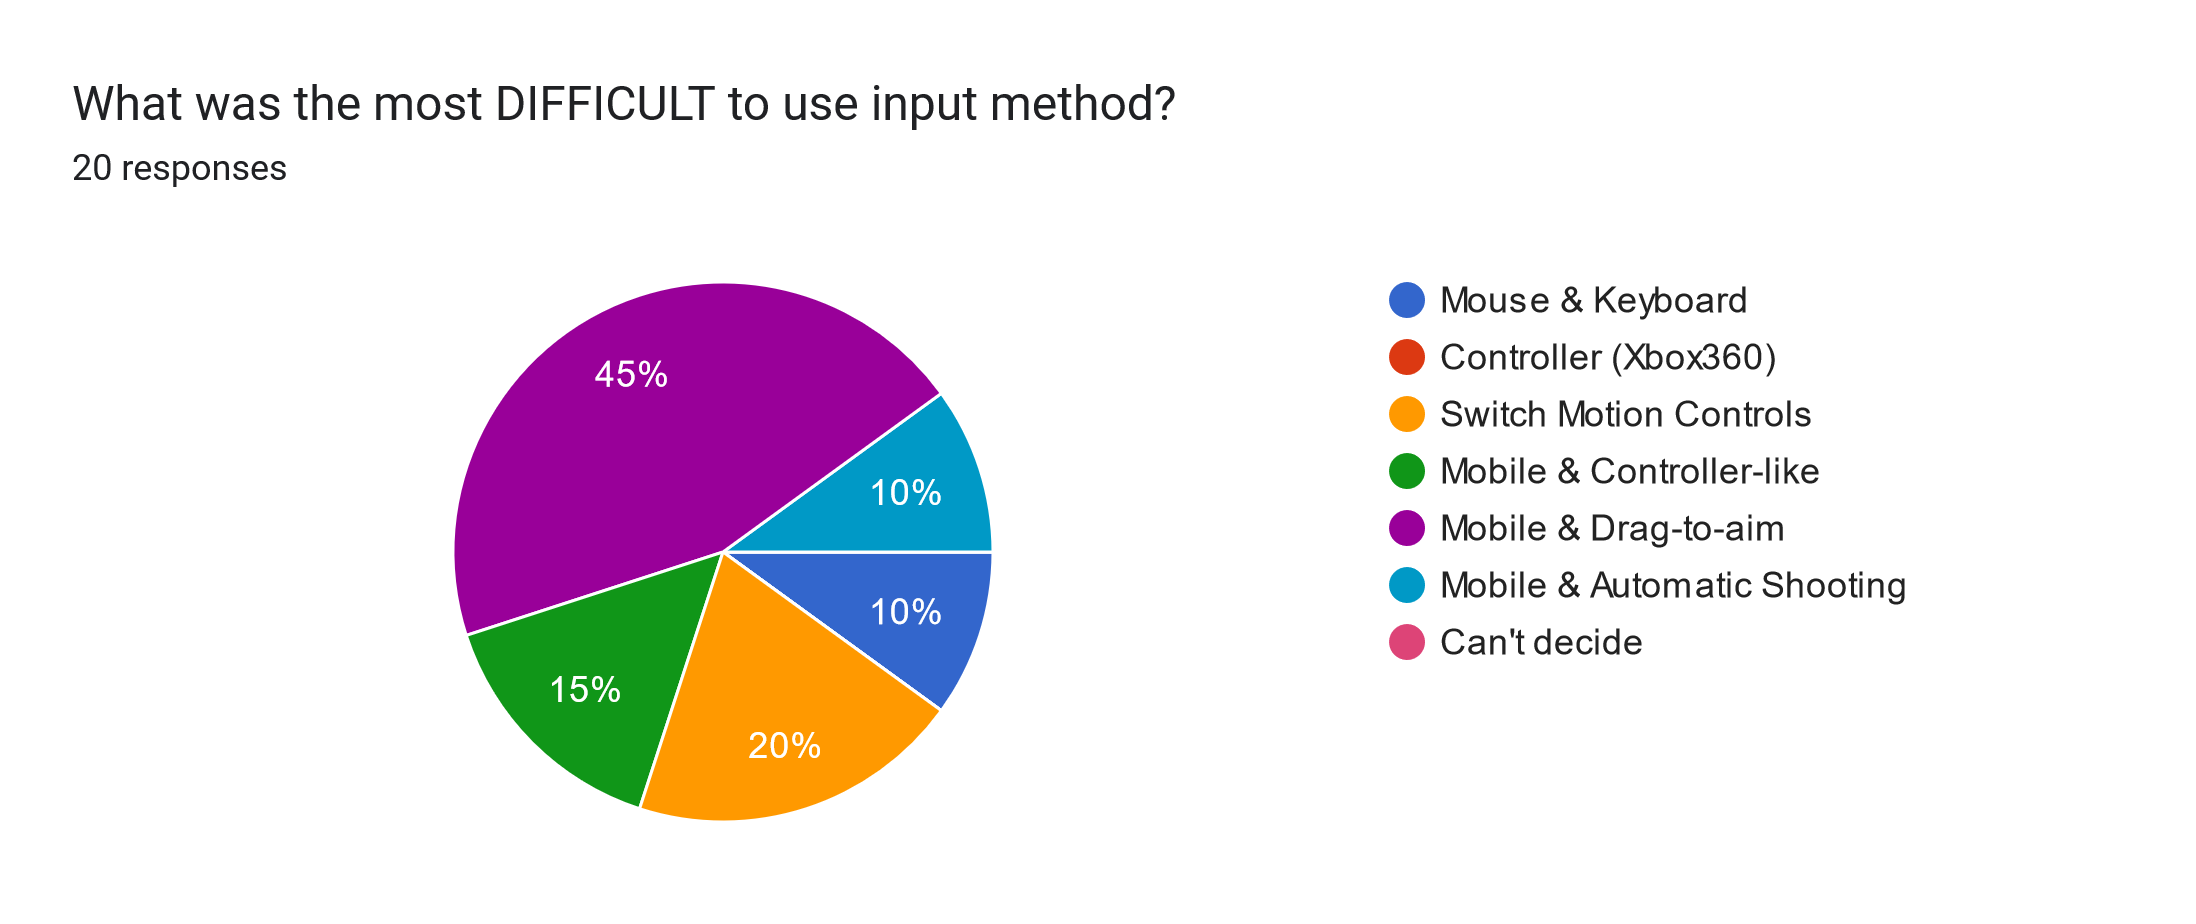 What was the most DIFFICULT to use input method?
20 responses
45%
10%
10%
15%
20%
Mouse & Keyboard
Controller (Xbox360)
Switch Motion Controls
Mobile & Controller-like
Mobile & Drag-to-aim
Mobile & Automatic Shooting
Can't decide